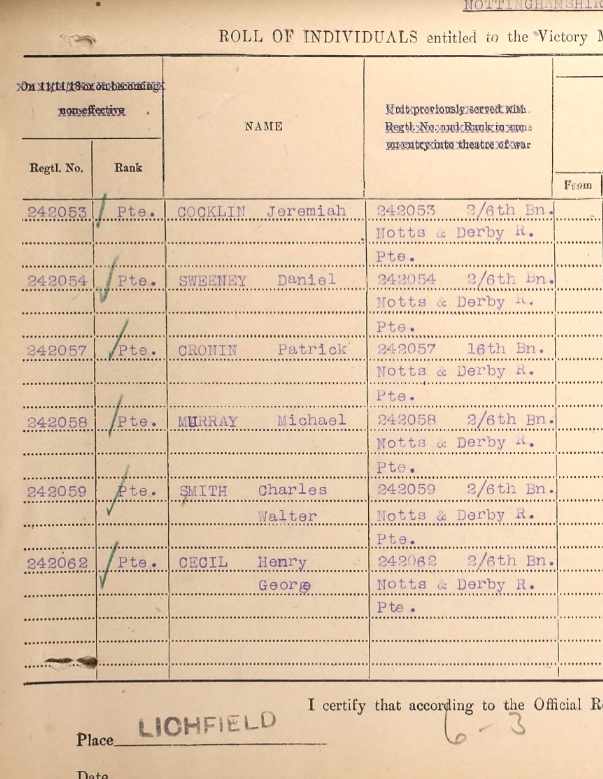 NOTTINGHAMSHIR
ROLL OF INDIVIDUALS entitled to the Victory M
On 11/11/18 or on becoming
non-effective
Regtl. No. Rank NAME Unit previously served with.
Regtl. No. and Rank in same
on entry into theatre of war
From
242053 Pte. COCKLIN Jeremiah 242053 2/6th Bn.
Notts & Derby R.
Pte.
242054 Pte. SWEENEY Daniel 242054 2/6th Bn.
Notts & Derby R.
Pte.
242057 Pte. CRONIN Patrick 242057 16th Bn.
Notts & Derby R.
Pte.
242058 Pte. MURRAY Michael 242058 2/6th Bn.
Notts & Derby R.
Pte.
242059 Pte. SMITH Charles 242059 2/6th Bn.
Walter Notts & Derby R.
Pte.
242062 Pte. CECIL Henry 242062 2/6th Bn.
George Notts & Derby R.
Pte.
I certify that according to the Official R
Place LICHFIELD 6-3
Date